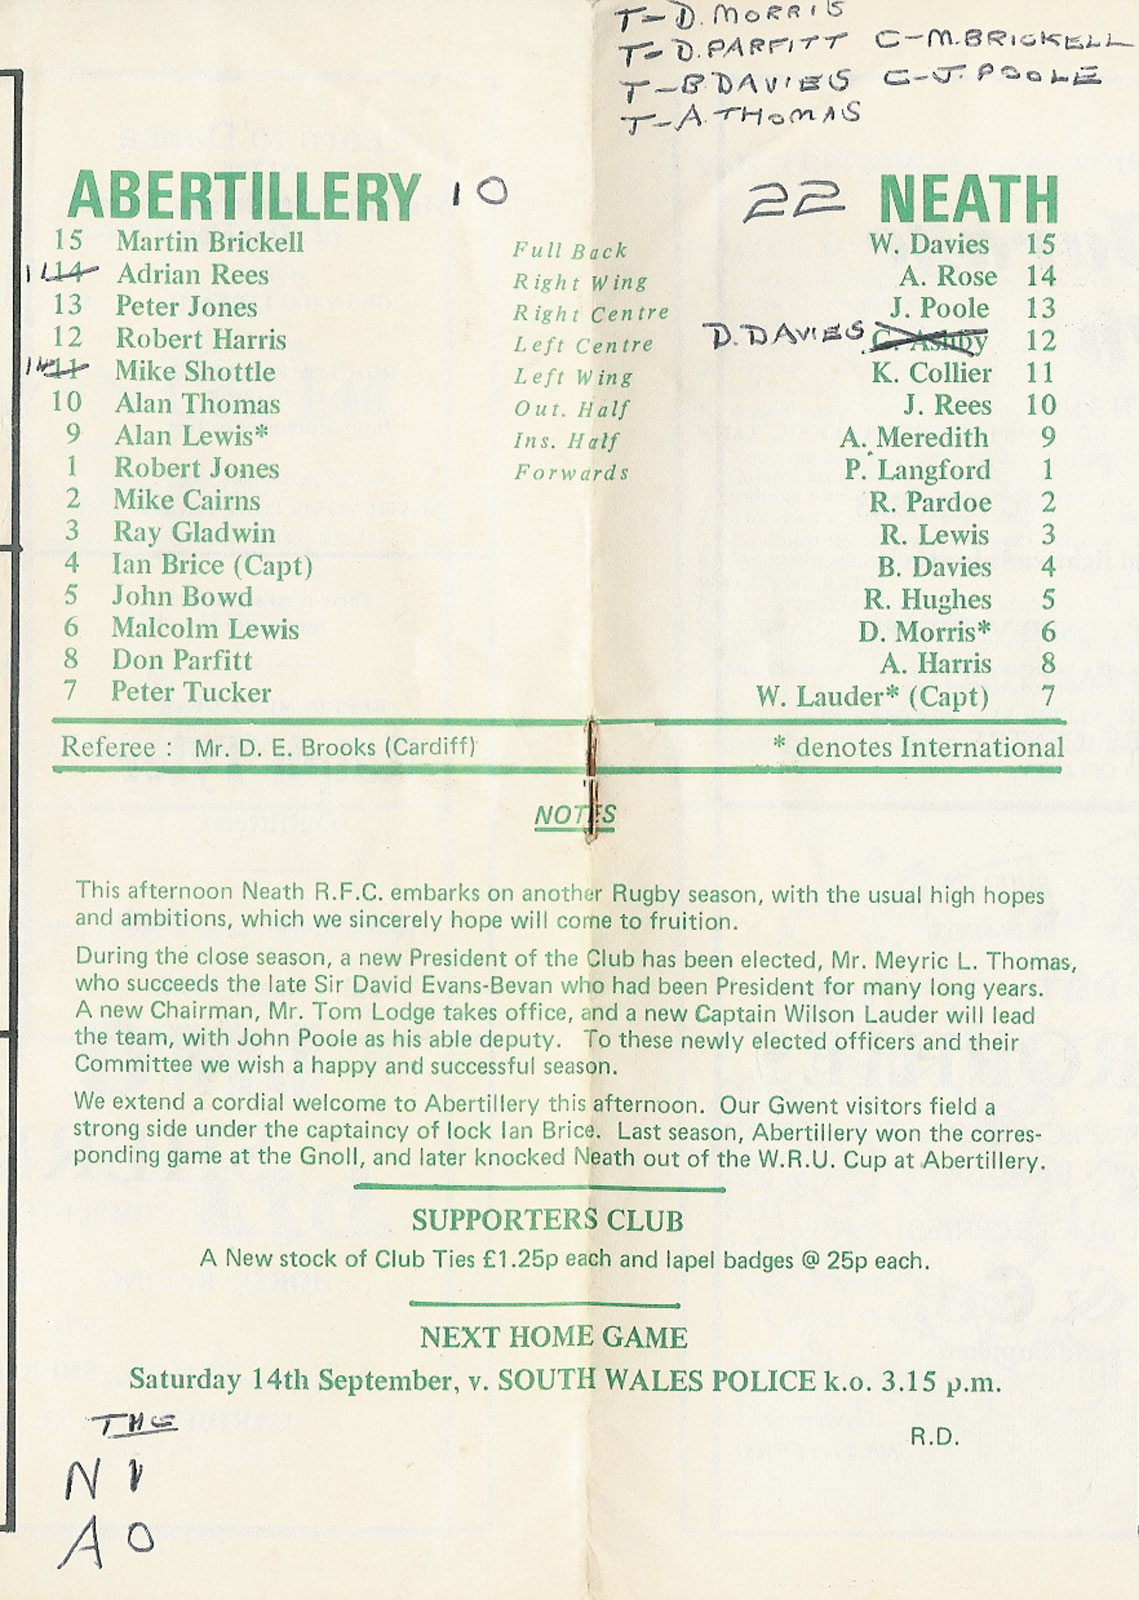 T-D. MORRIS
T-D. PARFITT C-M. BRICKELL
T-B. DAVIES C-J. POOLE
T-A. THOMAS
ABERTILLERY 10 22 NEATH
15 Martin Brickell Full Back W. Davies 15
11 14 Adrian Rees Right Wing A. Rose 14
13 Peter Jones Right Centre J. Poole 13
12 Robert Harris Left Centre D. DAVIES C. Ashby 12
14 11 Mike Shottle Left Wing K. Collier 11
10 Alan Thomas Out. Half J. Rees 10
9 Alan Lewis* Ins. Half A. Meredith 9
1 Robert Jones Forwards P. Langford 1
2 Mike Cairns R. Pardoe 2
3 Ray Gladwin R. Lewis 3
4 Ian Brice (Capt) B. Davies 4
5 John Bowd R. Hughes 5
6 Malcolm Lewis D. Morris* 6
8 Don Parfitt A. Harris 8
7 Peter Tucker W. Lauder* (Capt) 7
Referee : Mr. D. E. Brooks (Cardiff) * denotes International
NOTES
This afternoon Neath R.F.C. embarks on another Rugby season, with the usual high hopes
and ambitions, which we sincerely hope will come to fruition.
During the close season, a new President of the Club has been elected, Mr. Meyric L. Thomas,
who succeeds the late Sir David Evans-Bevan who had been President for many long years.
A new Chairman, Mr. Tom Lodge takes office, and a new Captain Wilson Lauder will lead
the team, with John Poole as his able deputy. To these newly elected officers and their
Committee we wish a happy and successful season.
We extend a cordial welcome to Abertillery this afternoon. Our Gwent visitors field a
strong side under the captaincy of lock Ian Brice. Last season, Abertillery won the corres-
ponding game at the Gnoll, and later knocked Neath out of the W.R.U. Cup at Abertillery.
SUPPORTERS CLUB
A New stock of Club Ties £1.25p each and lapel badges @ 25p each.
NEXT HOME GAME
Saturday 14th September, v. SOUTH WALES POLICE k.o. 3.15 p.m.
R.D.
THE
N 1
A 0